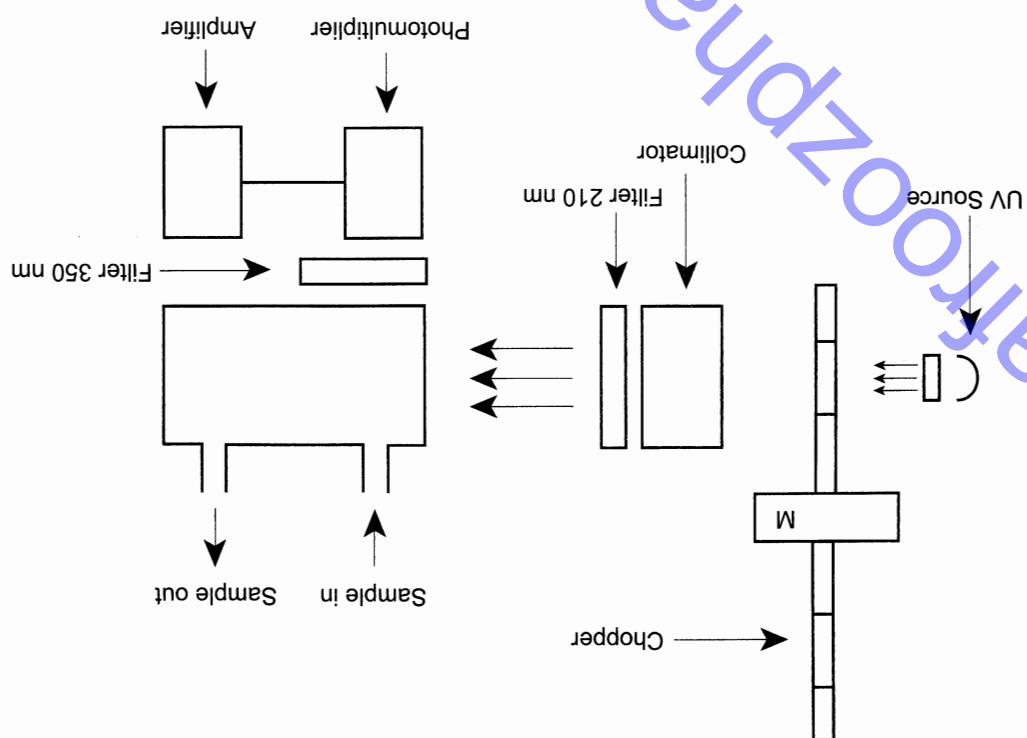 Chopper
Sample in
Sample out
M
Filter 350 nm
UV Source
Filter 210 nm
Collimator
Photomultiplier
Amplifier